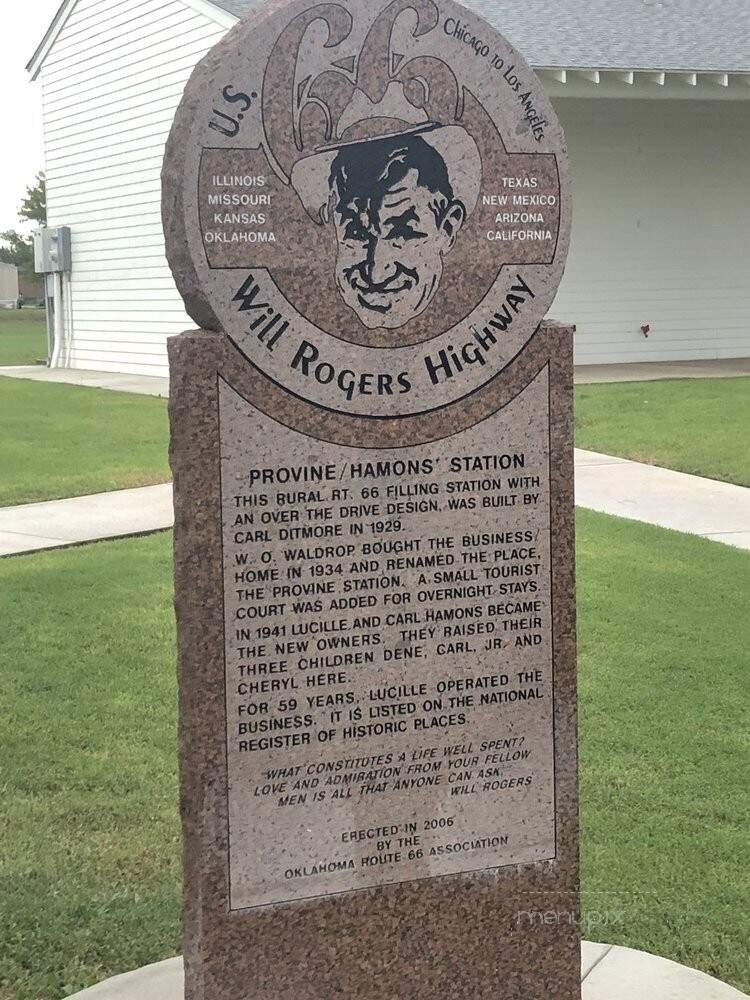 U.S.
66
Chicago to Los Angeles
ILLINOIS
MISSOURI
KANSAS
OKLAHOMA
TEXAS
NEW MEXICO
ARIZONA
CALIFORNIA
Will Rogers Highway
PROVINE/HAMONS' STATION
THIS RURAL RT. 66 FILLING STATION WITH
AN OVER THE DRIVE DESIGN, WAS BUILT BY
CARL DITMORE IN 1929.
W. O. WALDROP BOUGHT THE BUSINESS/
HOME IN 1934 AND RENAMED THE PLACE,
THE PROVINE STATION. A SMALL TOURIST
COURT WAS ADDED FOR OVERNIGHT STAYS.
IN 1941 LUCILLE AND CARL HAMONS BECAME
THE NEW OWNERS. THEY RAISED THEIR
THREE CHILDREN DENE, CARL, JR. AND
CHERYL HERE.
FOR 59 YEARS, LUCILLE OPERATED THE
BUSINESS. IT IS LISTED ON THE NATIONAL
REGISTER OF HISTORIC PLACES.
WHAT CONSTITUTES A LIFE WELL SPENT?
LOVE AND ADMIRATION FROM YOUR FELLOW
MEN IS ALL THAT ANYONE CAN ASK.
WILL ROGERS
ERECTED IN 2006
BY THE
OKLAHOMA ROUTE 66 ASSOCIATION
menupix